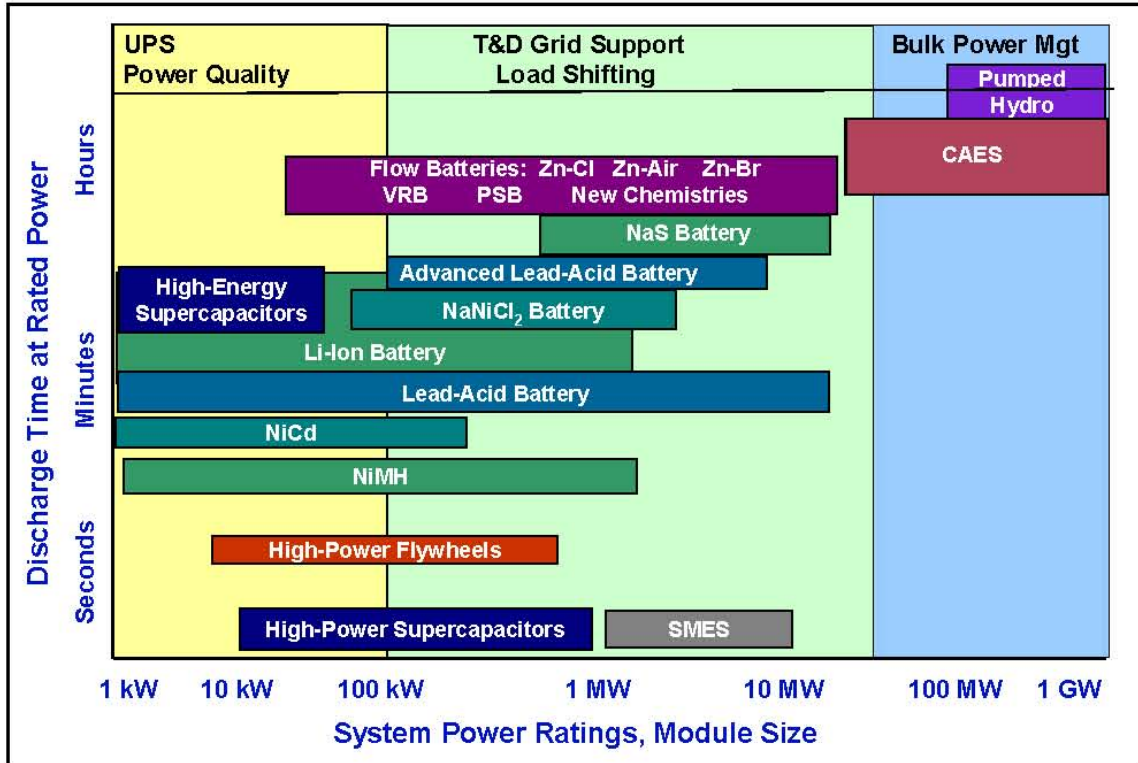 UPS
Power Quality
T&D Grid Support
Load Shifting
Bulk Power Mgt
Pumped
Hydro
CAES
Flow Batteries: Zn-Cl Zn-Air Zn-Br
VRB PSB New Chemistries
NaS Battery
Advanced Lead-Acid Battery
High-Energy
Supercapacitors
NaNiCl₂ Battery
Li-Ion Battery
Lead-Acid Battery
NiCd
NiMH
High-Power Flywheels
High-Power Supercapacitors
SMES
Discharge Time at Rated Power
Hours
Minutes
Seconds
1 kW 10 kW 100 kW 1 MW 10 MW 100 MW 1 GW
System Power Ratings, Module Size